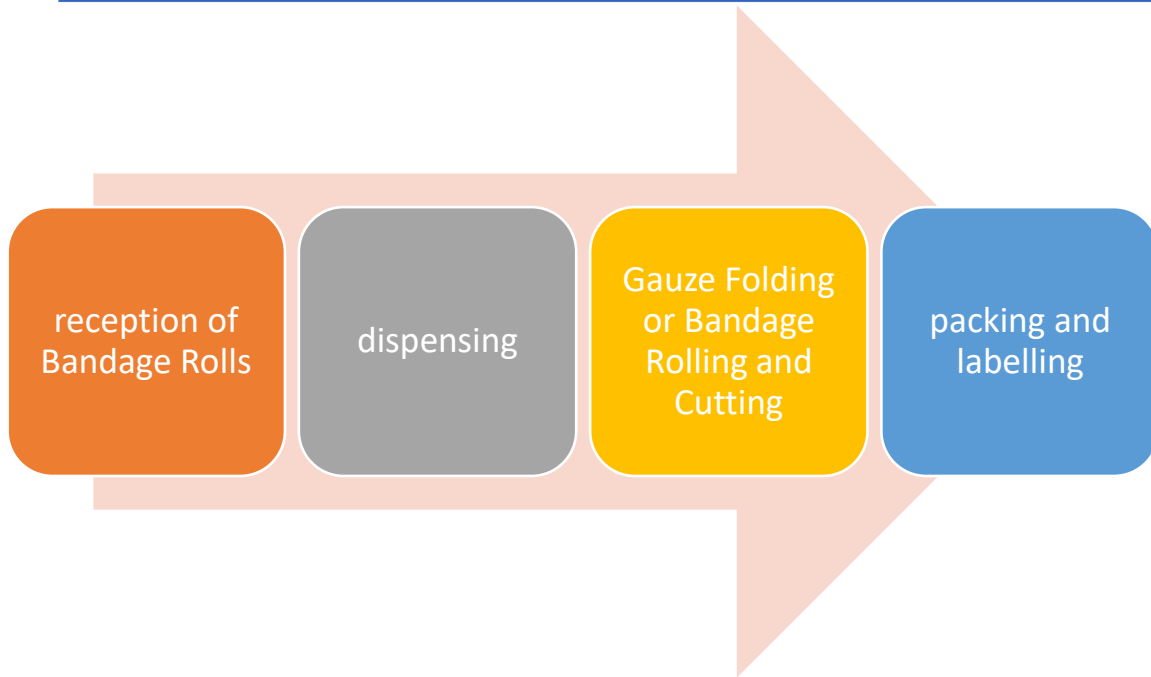 reception of
Bandage Rolls
dispensing
Gauze Folding
or Bandage
Rolling and
Cutting
packing and
labelling